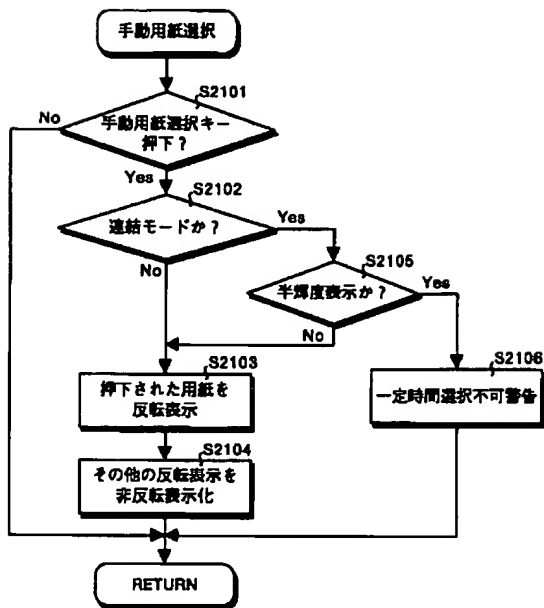 手動用紙選択
S2101
No
手動用紙選択キー
押下?
Yes
S2102
連結モードか?
Yes
No
S2105
半輝度表示か?
Yes
No
S2103
押下された用紙を
反転表示
S2106
一定時間選択不可警告
S2104
その他の反転表示を
非反転表示化
RETURN